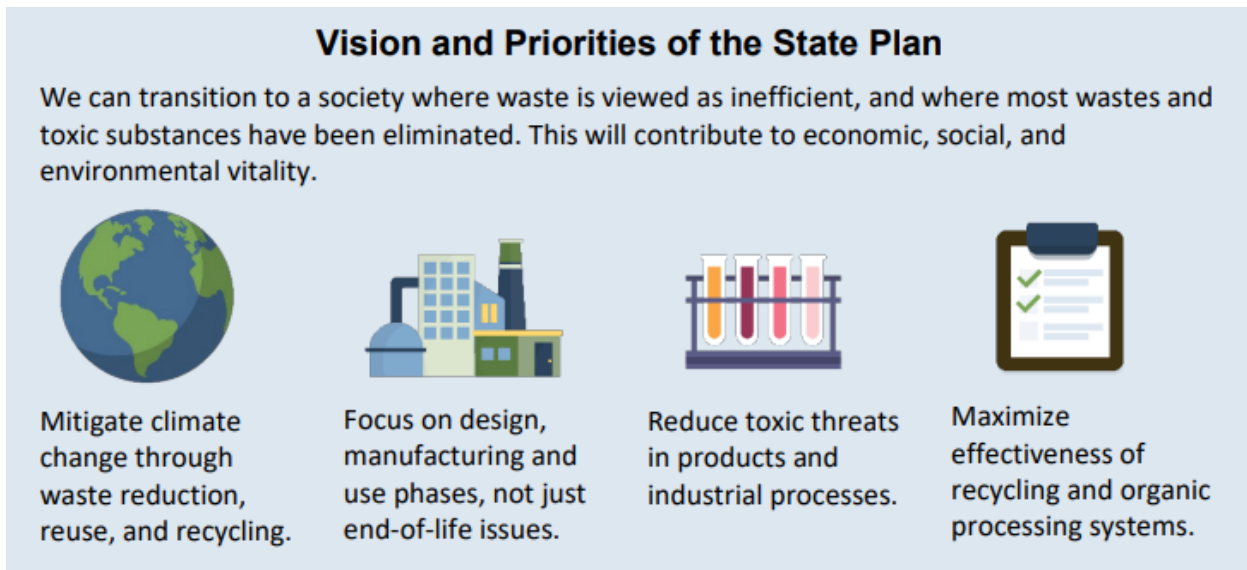 Vision and Priorities of the State Plan
We can transition to a society where waste is viewed as inefficient, and where most wastes and
toxic substances have been eliminated. This will contribute to economic, social, and
environmental vitality.
Mitigate climate
change through
waste reduction,
reuse, and recycling.
Focus on design,
manufacturing and
use phases, not just
end-of-life issues.
Reduce toxic threats
in products and
industrial processes.
Maximize
effectiveness of
recycling and organic
processing systems.